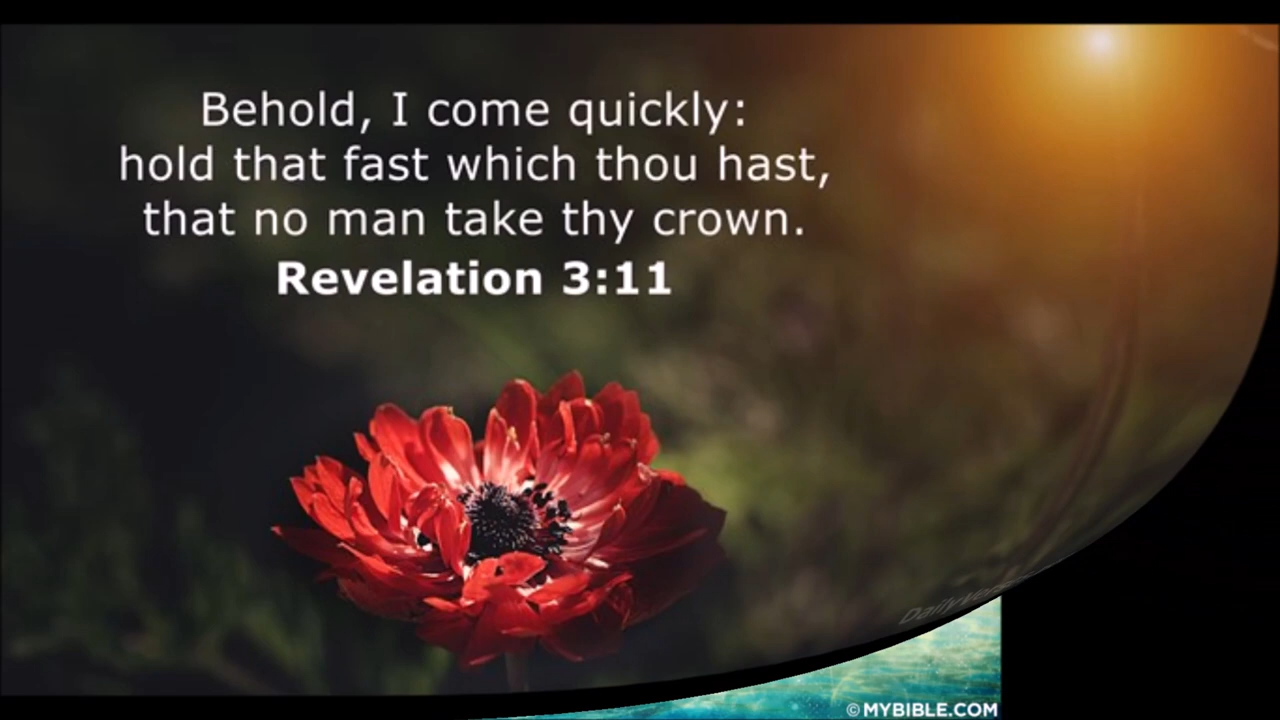 Behold, I come quickly:
hold that fast which thou hast,
that no man take thy crown.
Revelation 3:11
©MYBIBLE.COM